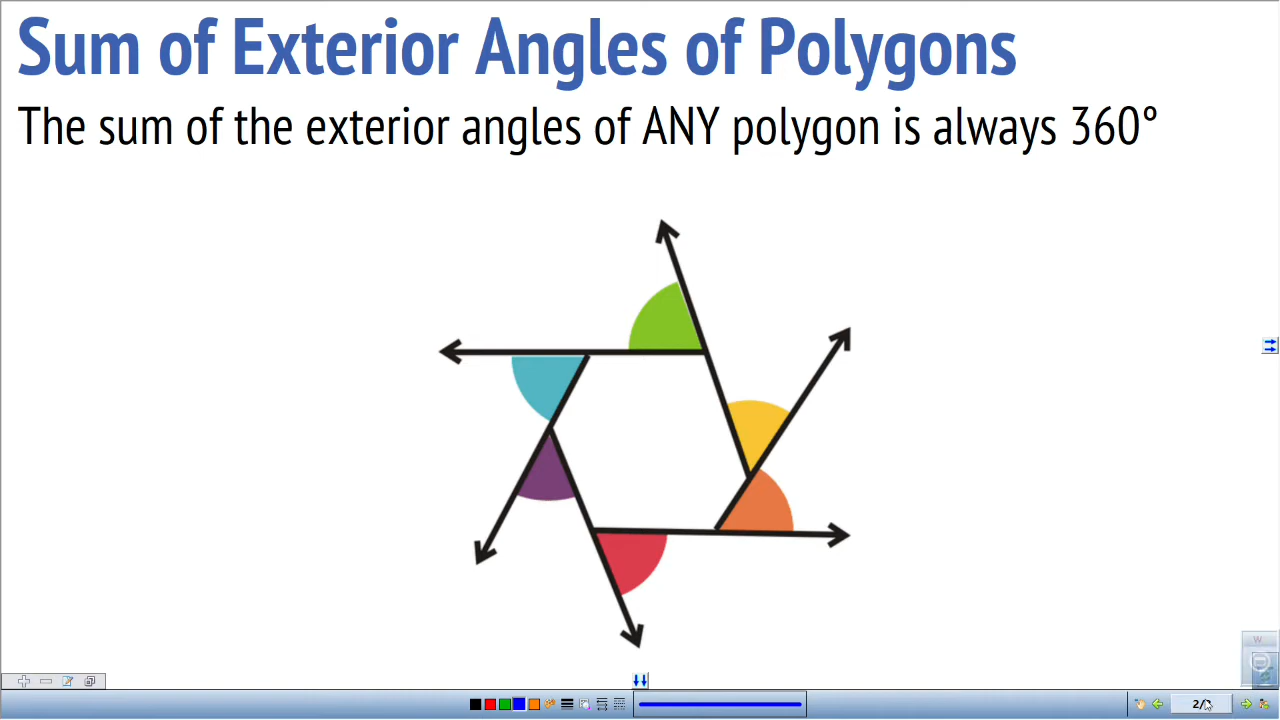 Sum of Exterior Angles of Polygons
The sum of the exterior angles of ANY polygon is always 360°
W